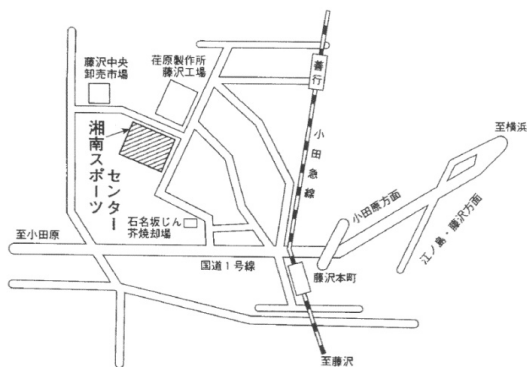 藤沢中央
卸売市場
荏原製作所
藤沢工場
善行
湘南スポーツ
センター
小田急線
至横浜
小田原方面
江ノ島・藤沢方面
石名坂じん
芥焼却場
至小田原
国道1号線
藤沢本町
至藤沢